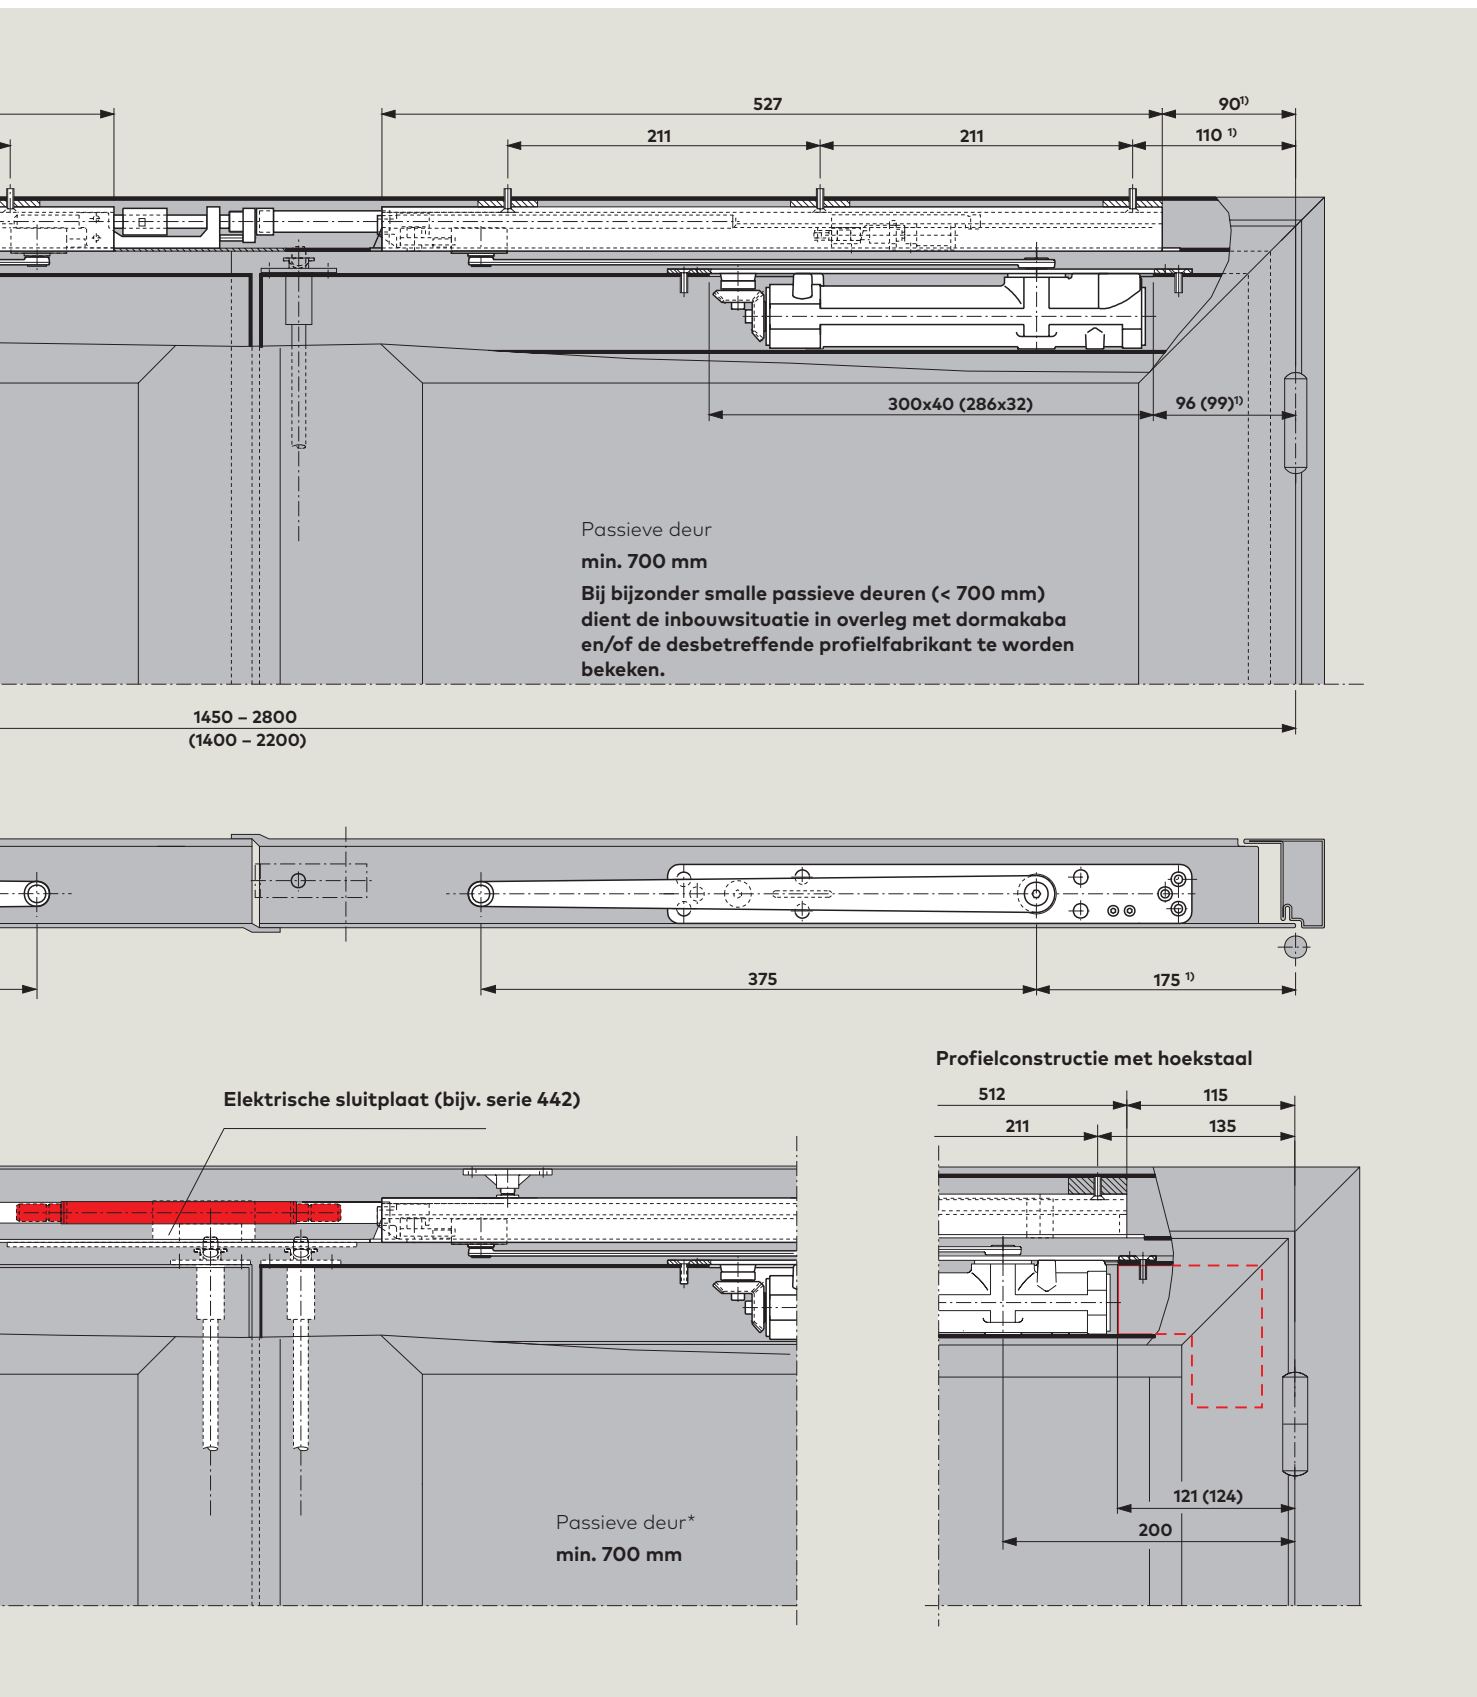 527
90¹⁾
211
211
110 ¹⁾
300x40 (286x32)
96 (99)¹⁾
Passieve deur
min. 700 mm
Bij bijzonder smalle passieve deuren (< 700 mm)
dient de inbouwsituatie in overleg met dormakaba
en/of de desbetreffende profielfabrikant te worden
bekeken.
1450 – 2800
(1400 – 2200)
375
175 ¹⁾
Profielconstructie met hoekstaal
Elektrische sluitplaat (bijv. serie 442)
512
115
211
135
121 (124)
200
Passieve deur*
min. 700 mm